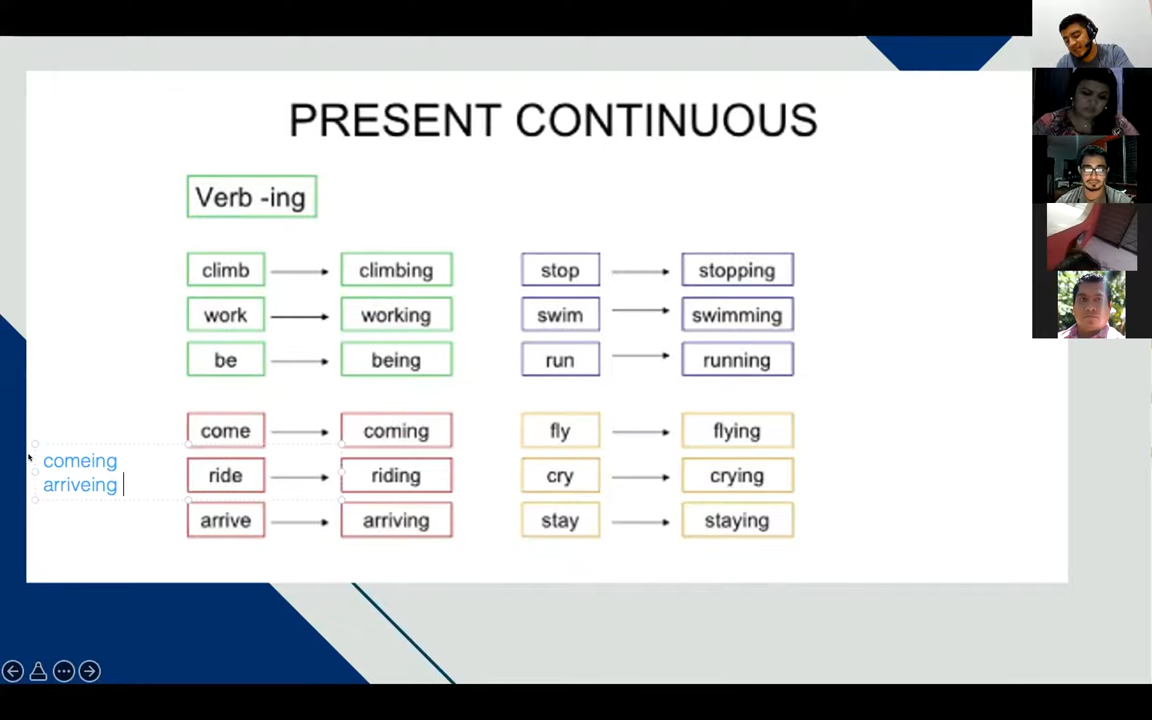 PRESENT CONTINUOUS
Verb -ing
climb climbing stop stopping
work working swim swimming
be being run running
come coming fly flying
comeing
ride riding cry crying
arriveing
arrive arriving stay staying